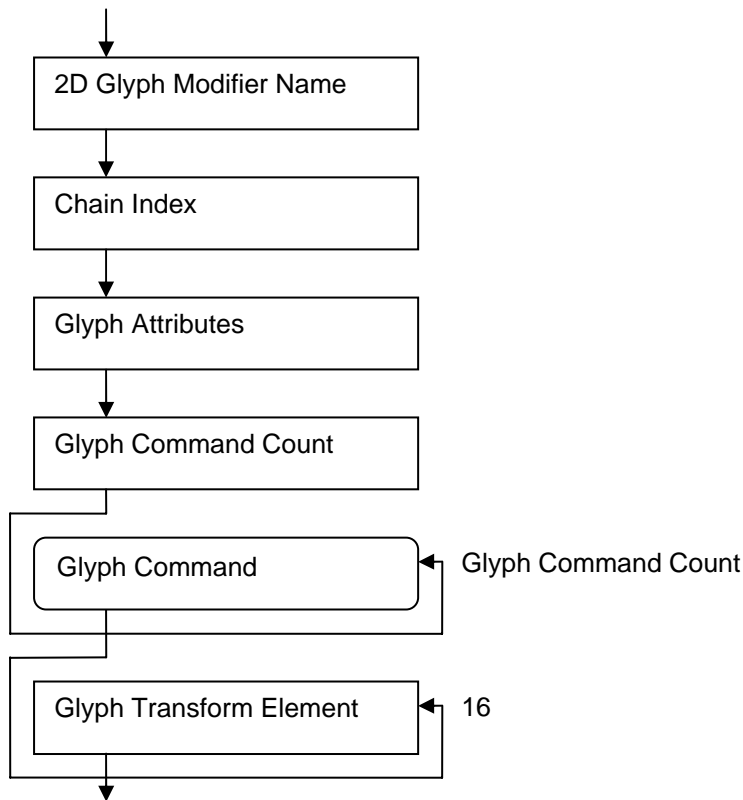 2D Glyph Modifier Name
Chain Index
Glyph Attributes
Glyph Command Count
Glyph Command
Glyph Command Count
Glyph Transform Element
16